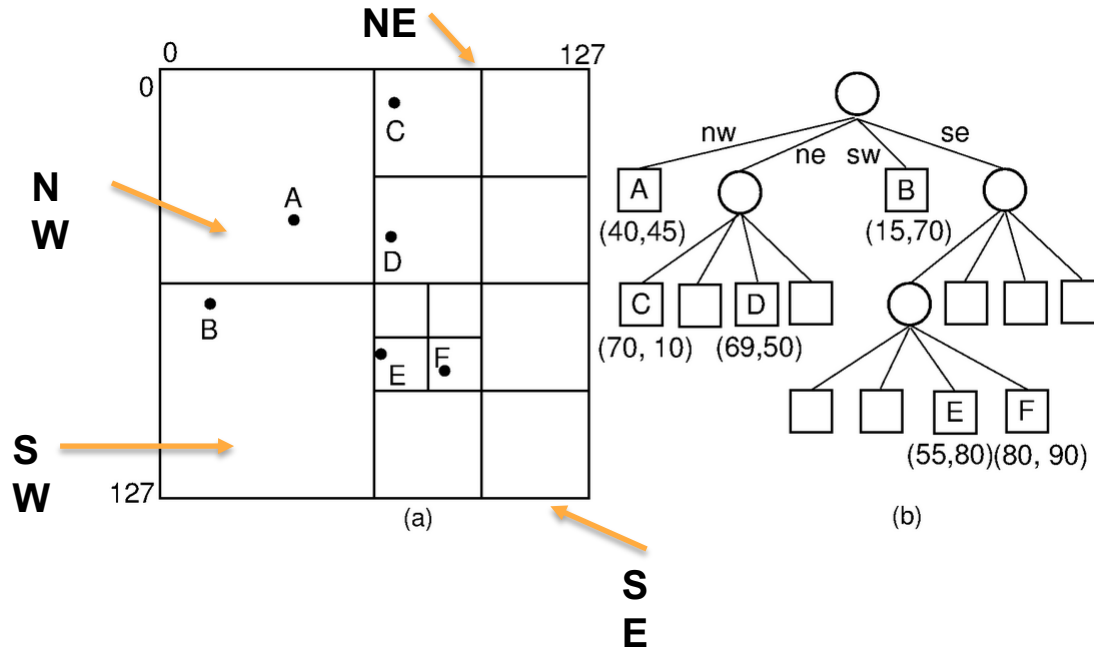 NE
0
127
0
C
N
W
A
D
B
E
F
S
W
127
(a)
S
E
nw
ne
sw
se
A
B
(40,45)
(15,70)
C
D
(70, 10)
(69,50)
E
F
(55,80)
(80, 90)
(b)